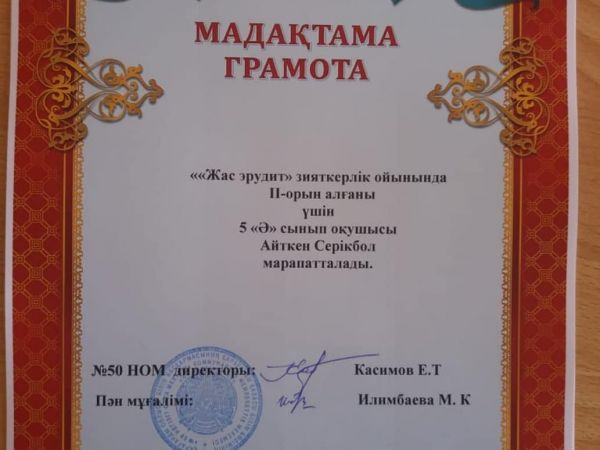 МАДАҚТАМА
ГРАМОТА
««Жас эрудит» зияткерлік ойынында
ІІ-орын алғаны
үшін
5 «Ә» сынып оқушысы
Айткен Серікбол
марапатталады.
№50 НОМ директоры: Касимов Е.Т
Пән мұғалімі: Илимбаева М. К